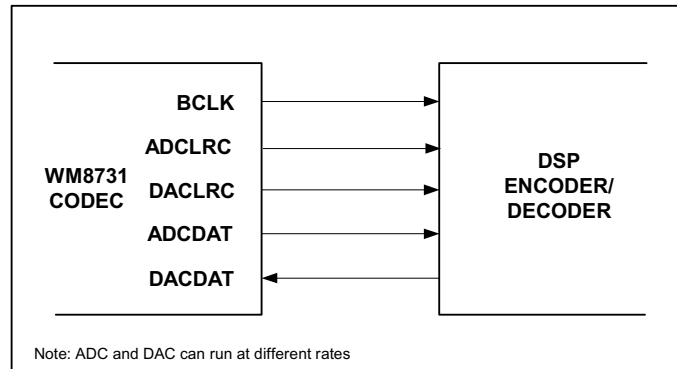 BCLK
ADCLRC
WM8731
CODEC
DACLRC
ADCDAT
DACDAT
DSP
ENCODER/
DECODER
Note: ADC and DAC can run at different rates